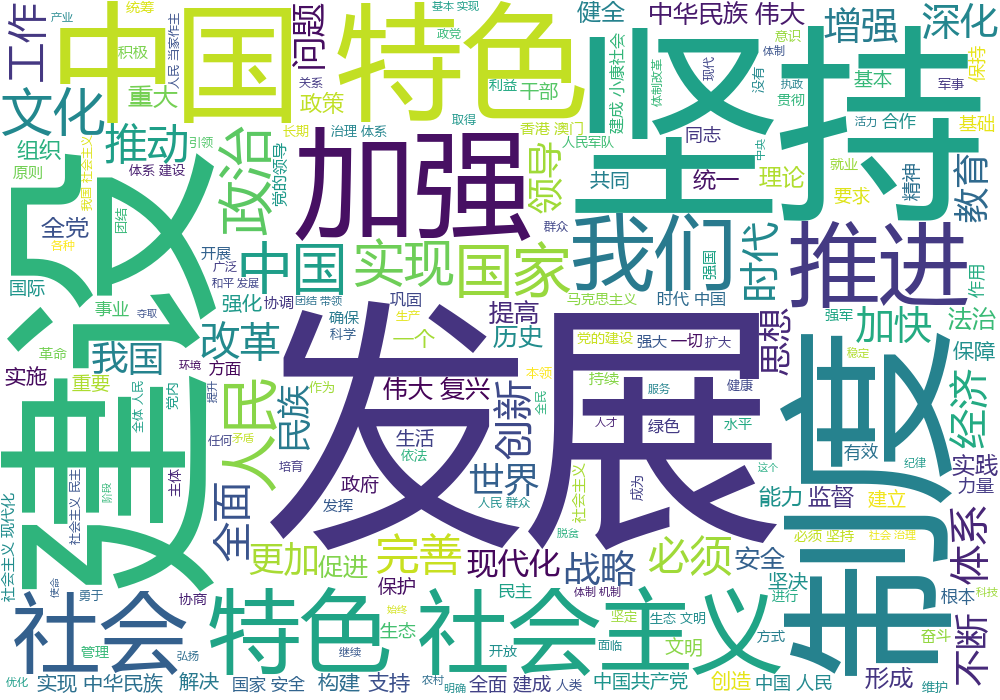 工作
中国 特色
产业
统筹
积极
人民 当家作主
重大
问题
政策
关系
基本 实现
政党
利益
干部
健全
中华民族 伟大
建成 小康社会
体制改革
现代
没有
意识
体制
执政
贯彻
基本
增强
深化
保持
军事
坚持
文化
推动
引领
组织
原则
我国 社会主义
体系 建设
政治
党的领导
长期
治理 体系
取得
香港 澳门
人民军队
加强
领导
群众
同志
共同
统一
中央
活力
合作
基础
理论
就业
要求
精神
教育
全党
各种
团结
国际
事业
夺取
建设
开展
广泛
和平 发展
中国
强化
协调
团结 带领
实现
国家
我们
强国
时代
推进
作用
巩固
马克思主义
时代 中国
革命
我国
环境
改革
方面
确保
科学
生产
一个
提高
历史
党的建设
强大
一切
扩大
思想
强军
加快
稳定
法治
保障
实施
重要
全体 人民
党内
提升
人民
民族
作为
伟大 复兴
创新
本领
全民
持续
服务
健康
人才
绿色
水平
发展
制度
经济
有效
纪律
实践
力量
任何
矛盾
培育
生活
依法
世界
人民 群众
社会主义
成为
这个
能力
监督
建立
社会主义 现代化
社会主义 民主
阶段
主体
全面
政府
发挥
脱贫
必须 坚持
社会 治理
体系
更加
促进
完善
现代化
战略
必须
安全
坚决
进行
根本
科技
使命
勇于
协商
保护
民主
体制 机制
社会
特色
始终
生态
继续
社会主义
坚定
生态 文明
面临
文明
方式
奋斗
不断
管理
弘扬
开放
优化
实现 中华民族
解决
国家 安全
构建
支持
农村
明确
全面 建成
人类
中国共产党
创造
中国 人民
形成
维护